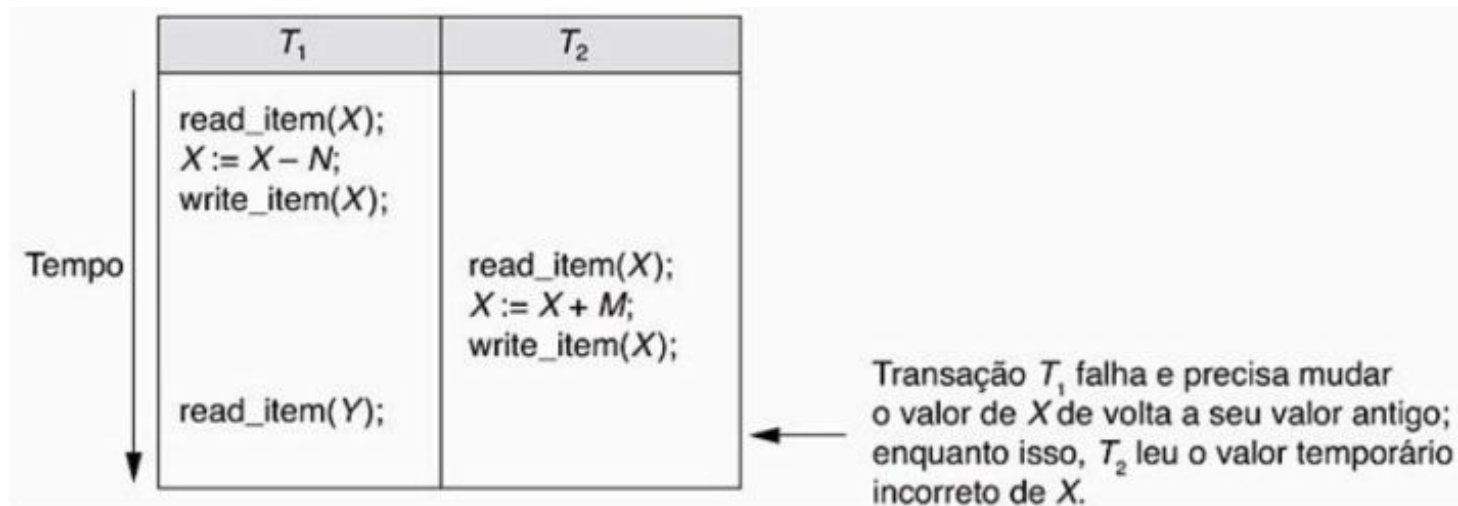 T₁ T₂
read_item(X);
X := X – N;
write_item(X);
Tempo
read_item(X);
X := X + M;
write_item(X);
read_item(Y);
Transação T₁ falha e precisa mudar
o valor de X de volta a seu valor antigo;
enquanto isso, T₂ leu o valor temporário
incorreto de X.